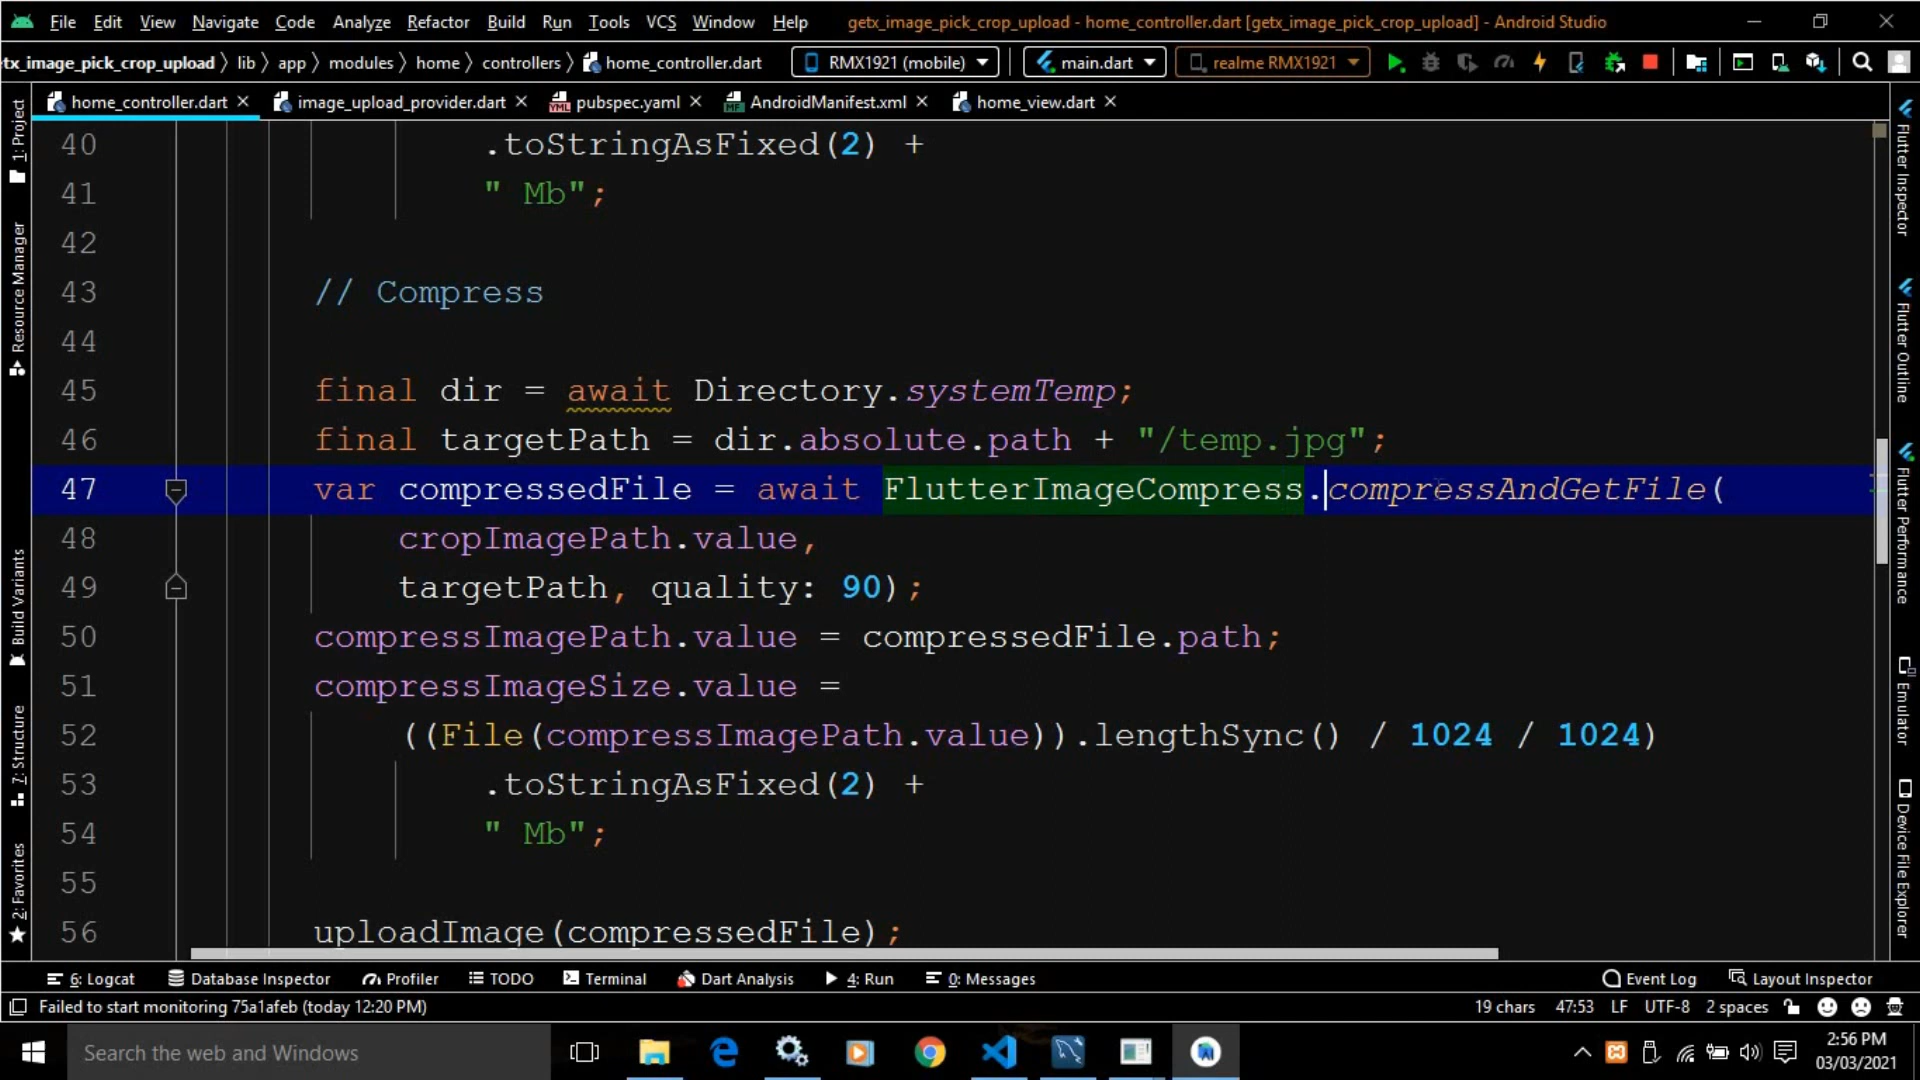 File Edit View Navigate Code Analyze Refactor Build Run Tools VCS Window Help getx_image_pick_crop_upload - home_controller.dart [getx_image_pick_crop_upload] - Android Studio
tx_image_pick_crop_upload lib app modules home controllers home_controller.dart RMX1921 (mobile) main.dart realme RMX1921
home_controller.dart image_upload_provider.dart pubspec.yaml AndroidManifest.xml home_view.dart
1: Project
Resource Manager
Build Variants
7: Structure
2: Favorites
40 .toStringAsFixed(2) +
41 " Mb";
42
43 // Compress
44
45 final dir = await Directory.systemTemp;
46 final targetPath = dir.absolute.path + "/temp.jpg";
47 var compressedFile = await FlutterImageCompress.compressAndGetFile(
48 cropImagePath.value,
49 targetPath, quality: 90);
50 compressImagePath.value = compressedFile.path;
51 compressImageSize.value =
52 ((File(compressImagePath.value)).lengthSync() / 1024 / 1024)
53 .toStringAsFixed(2) +
54 " Mb";
55
56 uploadImage(compressedFile);
Flutter Inspector
Flutter Outline
Flutter Performance
Emulator
Device File Explorer
6: Logcat Database Inspector Profiler TODO Terminal Dart Analysis 4: Run 0: Messages Event Log Layout Inspector
Failed to start monitoring 75a1afeb (today 12:20 PM) 19 chars 47:53 LF UTF-8 2 spaces
Search the web and Windows
2:56 PM
03/03/2021